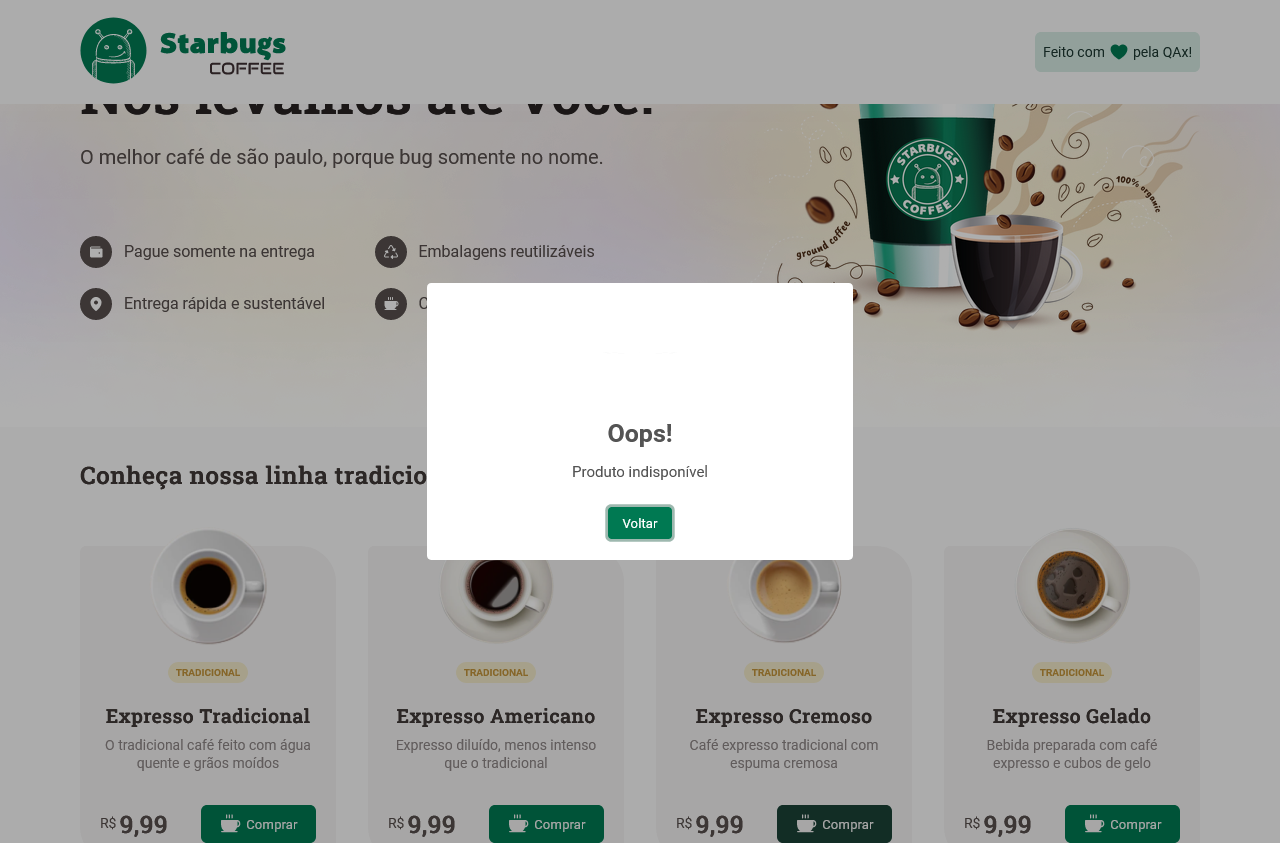 Starbugs
COFFEE
Feito com pela QAx!
Nós levamos até você!
O melhor café de são paulo, porque bug somente no nome.
Pague somente na entrega
Embalagens reutilizáveis
Entrega rápida e sustentável
C
STARBUGS
COFFEE
ground coffee
100% organic
Oops!
Produto indisponível
Voltar
Conheça nossa linha tradicio
TRADICIONAL
Expresso Tradicional
O tradicional café feito com água
quente e grãos moídos
R$ 9,99
Comprar
TRADICIONAL
Expresso Americano
Expresso diluído, menos intenso
que o tradicional
R$ 9,99
Comprar
TRADICIONAL
Expresso Cremoso
Café expresso tradicional com
espuma cremosa
R$ 9,99
Comprar
TRADICIONAL
Expresso Gelado
Bebida preparada com café
expresso e cubos de gelo
R$ 9,99
Comprar